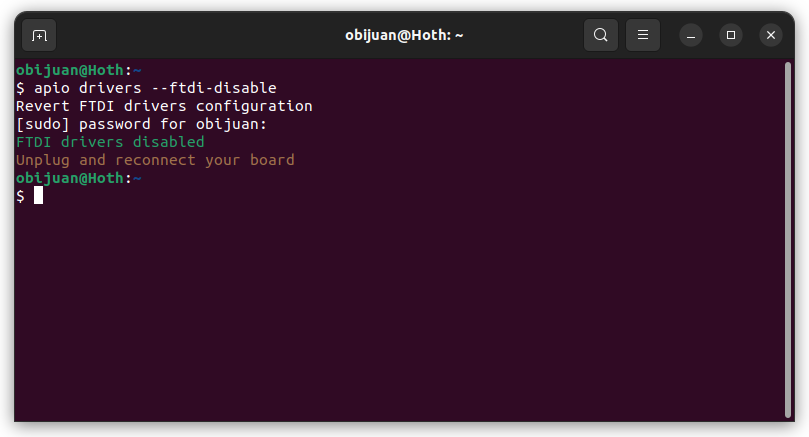 obijuan@Hoth: ~
obijuan@Hoth:~
$ apio drivers --ftdi-disable
Revert FTDI drivers configuration
[sudo] password for obijuan:
FTDI drivers disabled
Unplug and reconnect your board
obijuan@Hoth:~
$